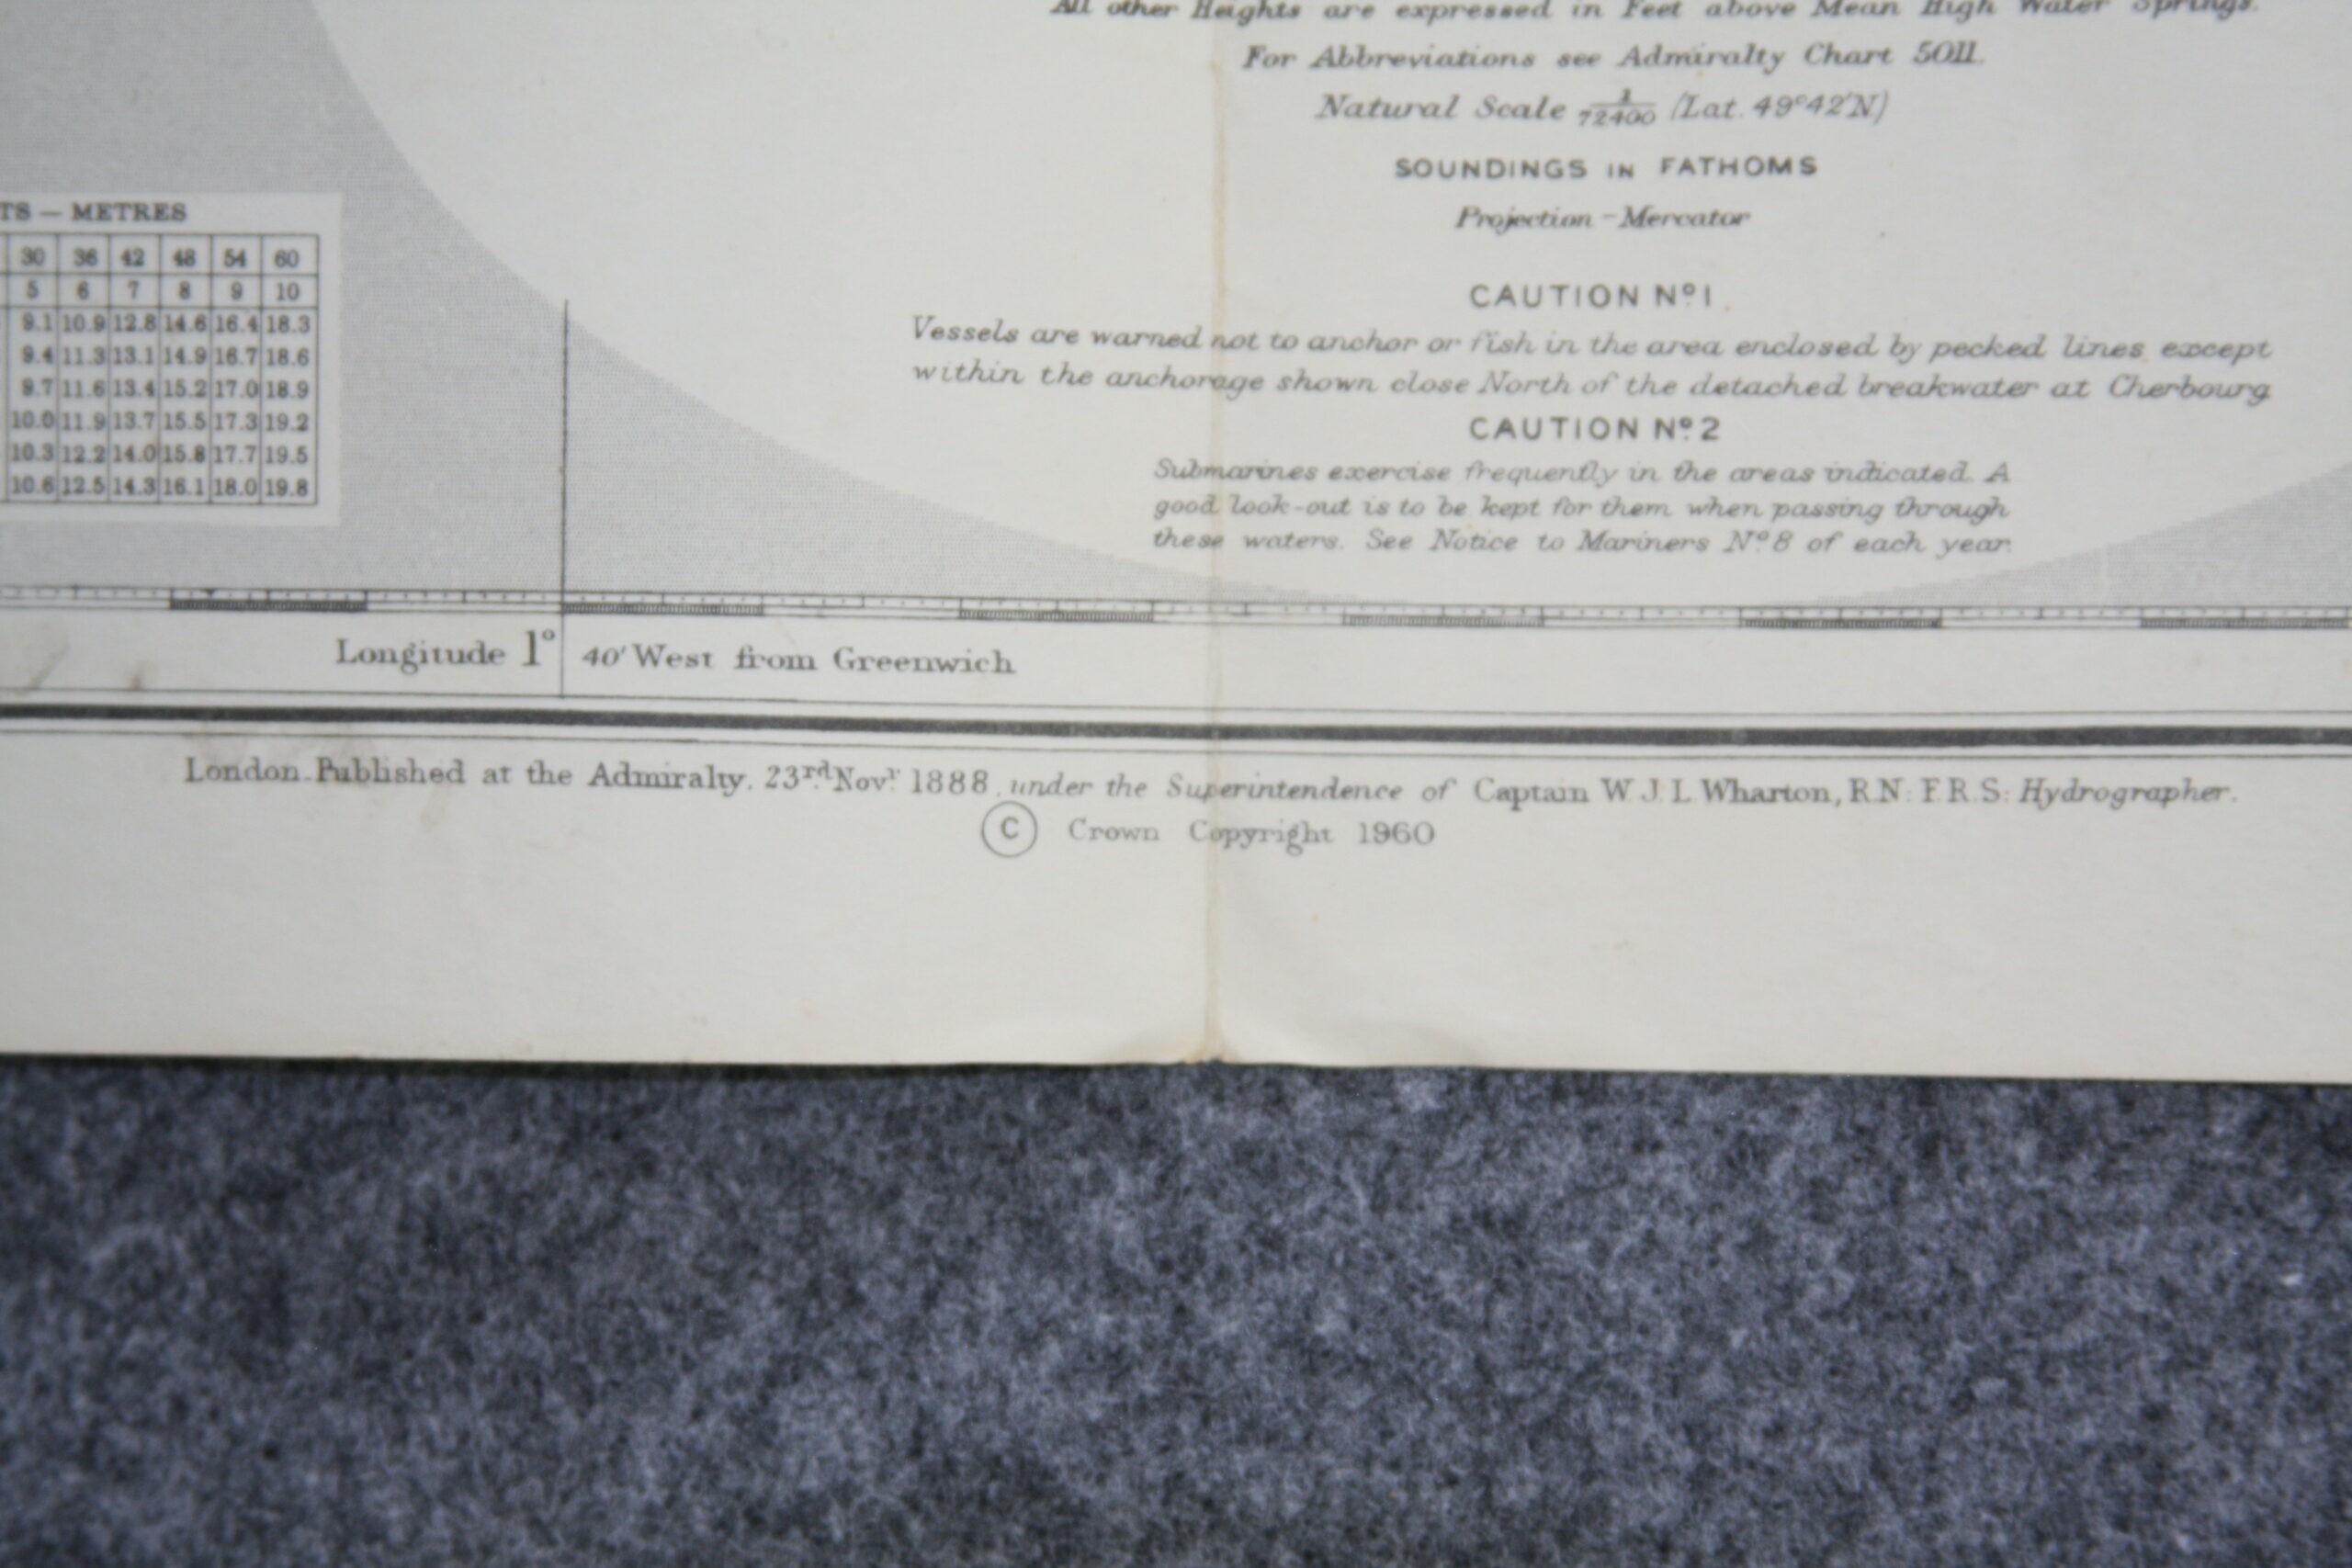 All other Heights are expressed in Feet above Mean High Water Springs.
For Abbreviations see Admiralty Chart 5011.
Natural Scale 1/72400 (Lat. 49°42'N)
SOUNDINGS IN FATHOMS
Projection - Mercator
TS — METRES
30 36 42 48 54 60
5 6 7 8 9 10
9.1 10.9 12.8 14.6 16.4 18.3
9.4 11.3 13.1 14.9 16.7 18.6
9.7 11.6 13.4 15.2 17.0 18.9
10.0 11.9 13.7 15.5 17.3 19.2
10.3 12.2 14.0 15.8 17.7 19.5
10.6 12.5 14.3 16.1 18.0 19.8
CAUTION Nº 1
Vessels are warned not to anchor or fish in the area enclosed by pecked lines except
within the anchorage shown close North of the detached breakwater at Cherbourg
CAUTION Nº 2
Submarines exercise frequently in the areas indicated. A
good look-out is to be kept for them when passing through
these waters. See Notice to Mariners Nº 8 of each year.
Longitude 1° 40' West from Greenwich
London. Published at the Admiralty. 23rd Novr 1888. under the Superintendence of Captain W. J. L. Wharton, R.N: F.R.S: Hydrographer.
© Crown Copyright 1960